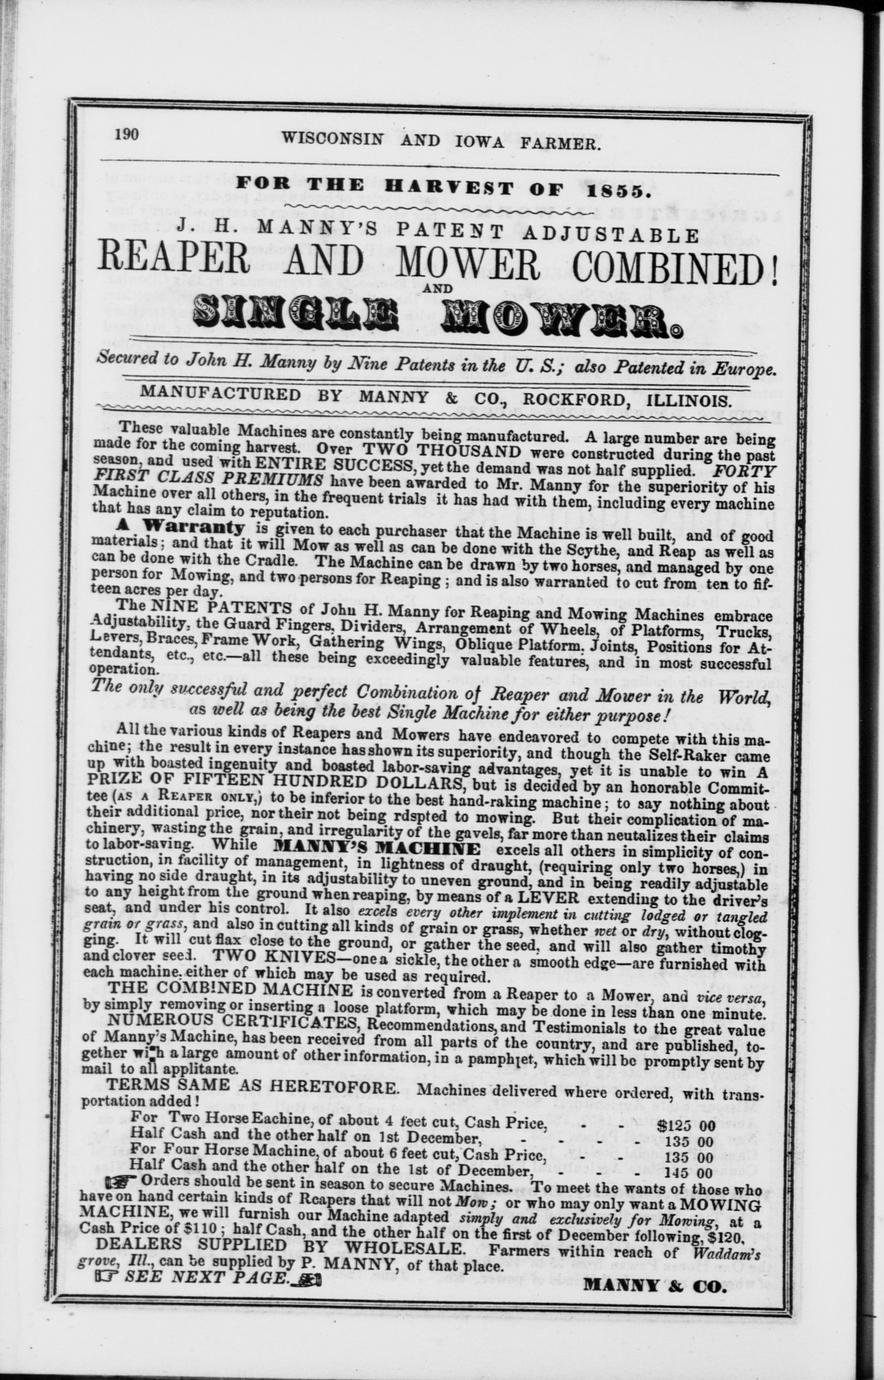 190
WISCONSIN AND IOWA FARMER.
FOR THE HARVEST OF 1855.
J. H. MANNY'S PATENT ADJUSTABLE
REAPER AND MOWER COMBINED!
AND
SINGLE MOWER.
Secured to John H. Manny by Nine Patents in the U. S.; also Patented in Europe.
MANUFACTURED BY MANNY & CO., ROCKFORD, ILLINOIS.
These valuable Machines are constantly being manufactured. A large number are being
made for the coming harvest. Over TWO THOUSAND were constructed during the past
season, and used with ENTIRE SUCCESS, yet the demand was not half supplied. FORTY
FIRST CLASS PREMIUMS have been awarded to Mr. Manny for the superiority of his
Machine over all others, in the frequent trials it has had with them, including every machine
that has any claim to reputation.
A Warranty is given to each purchaser that the Machine is well built, and of good
materials; and that it will Mow as well as can be done with the Scythe, and Reap as well as
can be done with the Cradle. The Machine can be drawn by two horses, and managed by one
person for Mowing, and two persons for Reaping; and is also warranted to cut from ten to fif-
teen acres per day.
The NINE PATENTS of John H. Manny for Reaping and Mowing Machines embrace
Adjustability, the Guard Fingers, Dividers, Arrangement of Wheels, of Platforms, Trucks,
Levers, Braces, Frame Work, Gathering Wings, Oblique Platform. Joints, Positions for At-
tendants, etc., etc.—all these being exceedingly valuable features, and in most successful
operation.
The only successful and perfect Combination of Reaper and Mower in the World,
as well as being the best Single Machine for either purpose!
All the various kinds of Reapers and Mowers have endeavored to compete with this ma-
chine; the result in every instance has shown its superiority, and though the Self-Raker came
up with boasted ingenuity and boasted labor-saving advantages, yet it is unable to win A
PRIZE OF FIFTEEN HUNDRED DOLLARS, but is decided by an honorable Commit-
tee (AS A REAPER ONLY,) to be inferior to the best hand-raking machine; to say nothing about
their additional price, nor their not being rdspted to mowing. But their complication of ma-
chinery, wasting the grain, and irregularity of the gavels, far more than neutalizes their claims
to labor-saving. While MANNY'S MACHINE excels all others in simplicity of con-
struction, in facility of management, in lightness of draught, (requiring only two horses,) in
having no side draught, in its adjustability to uneven ground, and in being readily adjustable
to any height from the ground when reaping, by means of a LEVER extending to the driver's
seat, and under his control. It also excels every other implement in cutting lodged or tangled
grain or grass, and also in cutting all kinds of grain or grass, whether wet or dry, without clog-
ging. It will cut flax close to the ground, or gather the seed, and will also gather timothy
and clover seed. TWO KNIVES—one a sickle, the other a smooth edge—are furnished with
each machine, either of which may be used as required.
THE COMBINED MACHINE is converted from a Reaper to a Mower, and vice versa,
by simply removing or inserting a loose platform, which may be done in less than one minute.
NUMEROUS CERTIFICATES, Recommendations, and Testimonials to the great value
of Manny's Machine, has been received from all parts of the country, and are published, to-
gether with a large amount of other information, in a pamphlet, which will be promptly sent by
mail to all applitante.
TERMS SAME AS HERETOFORE. Machines delivered where ordered, with trans-
portation added!
For Two Horse Eachine, of about 4 feet cut, Cash Price, - - $125 00
Half Cash and the other half on 1st December, - - - - 135 00
For Four Horse Machine, of about 6 feet cut, Cash Price, - - 135 00
Half Cash and the other half on the 1st of December, - - - 145 00
☞ Orders should be sent in season to secure Machines. To meet the wants of those who
have on hand certain kinds of Reapers that will not Mow; or who may only want a MOWING
MACHINE, we will furnish our Machine adapted simply and exclusively for Mowing, at a
Cash Price of $110; half Cash, and the other half on the first of December following, $120.
DEALERS SUPPLIED BY WHOLESALE. Farmers within reach of Waddam's
grove, Ill., can be supplied by P. MANNY, of that place.
☞ SEE NEXT PAGE. ☜
MANNY & CO.